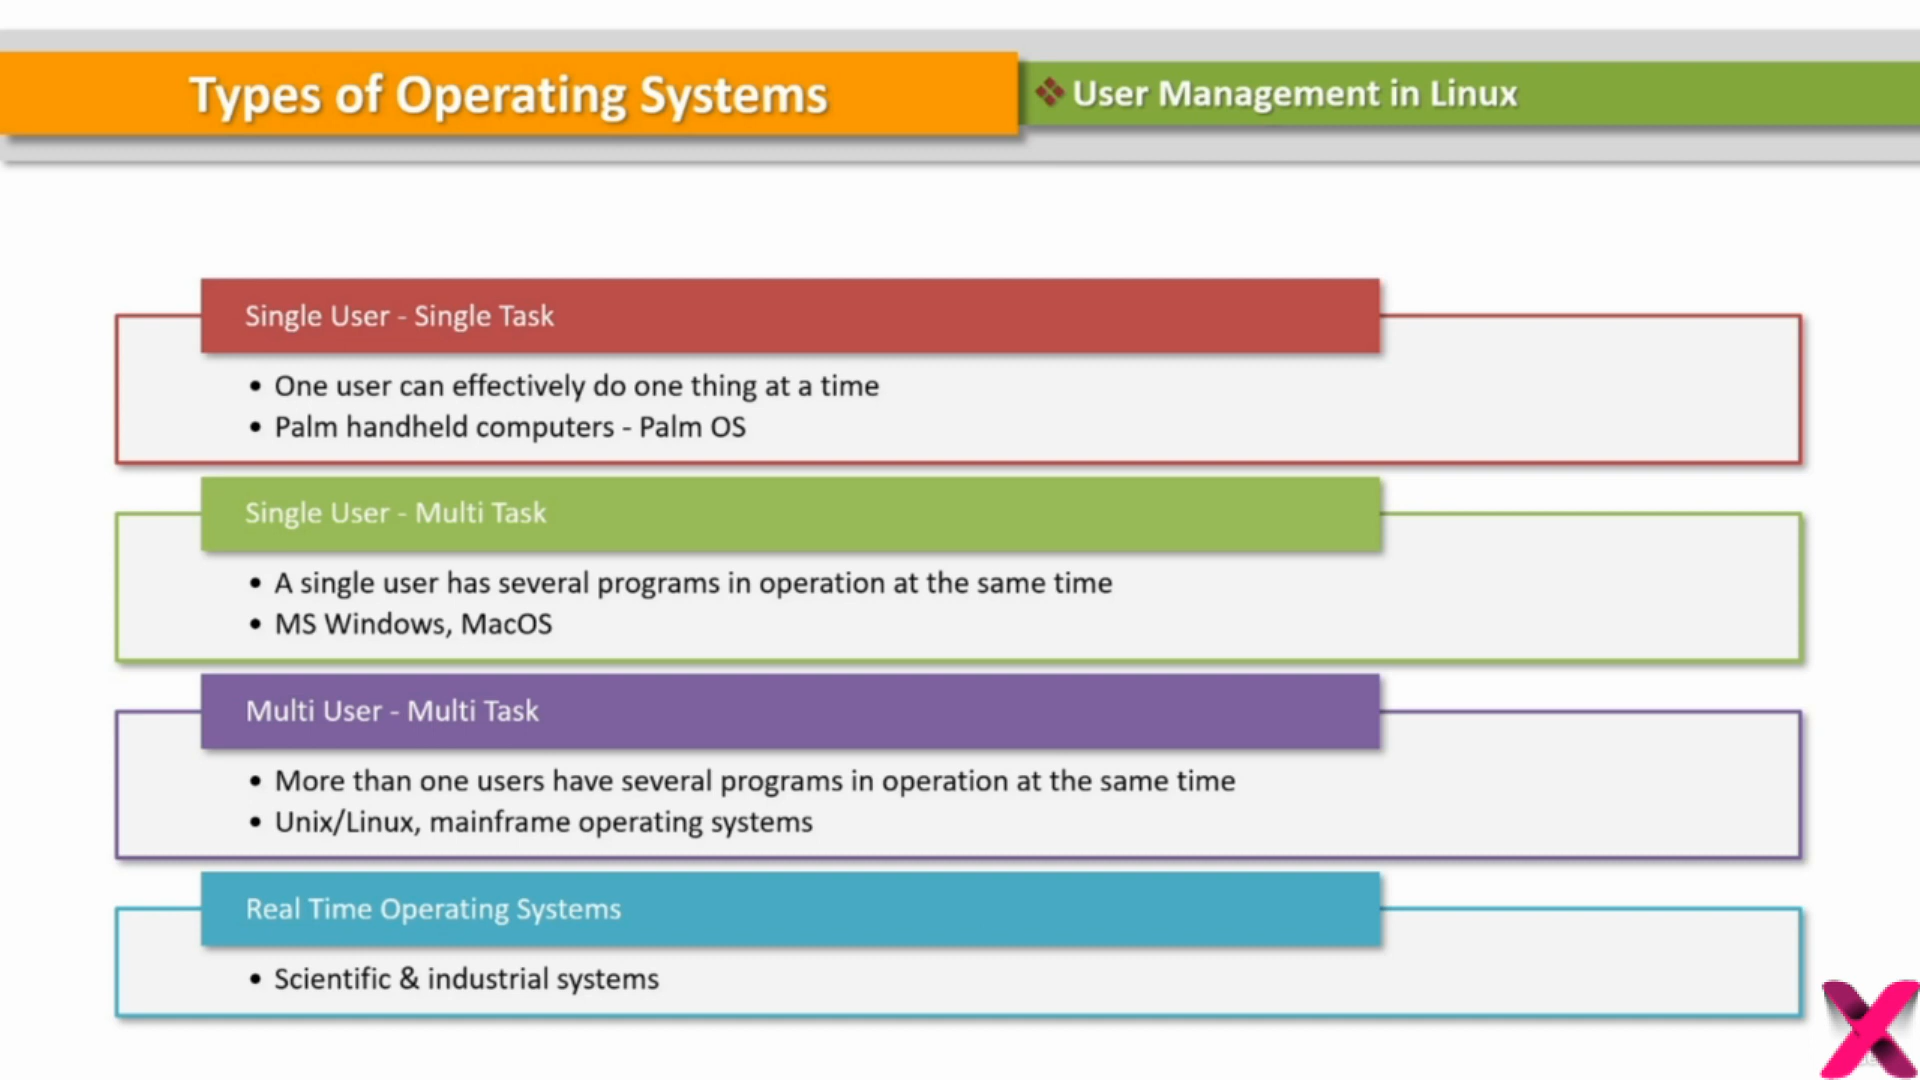 Types of Operating Systems
❖ User Management in Linux
Single User - Single Task
• One user can effectively do one thing at a time
• Palm handheld computers - Palm OS
Single User - Multi Task
• A single user has several programs in operation at the same time
• MS Windows, MacOS
Multi User - Multi Task
• More than one users have several programs in operation at the same time
• Unix/Linux, mainframe operating systems
Real Time Operating Systems
• Scientific & industrial systems